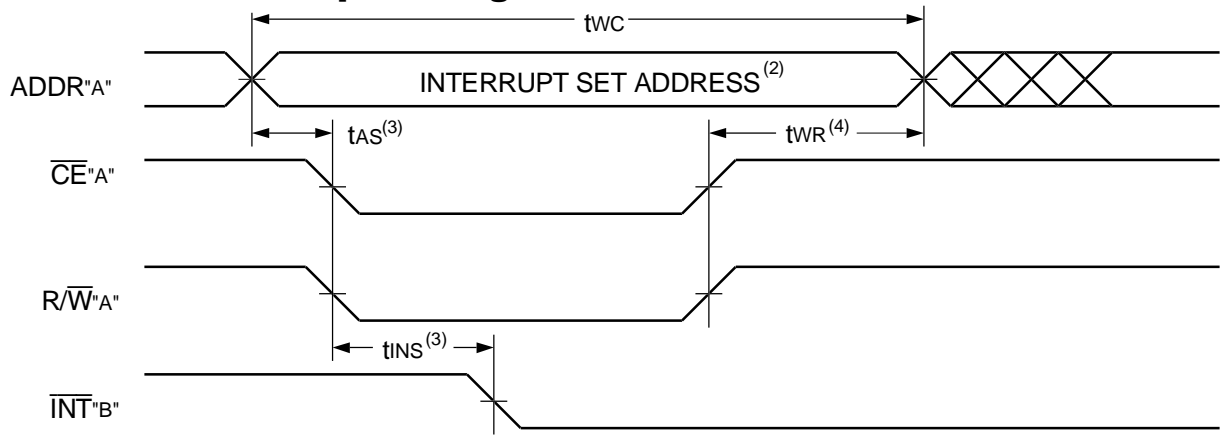 tWC
ADDR"A"
INTERRUPT SET ADDRESS(2)
tAS(3)
tWR(4)
CE"A"
R/W"A"
tINS(3)
INT"B"